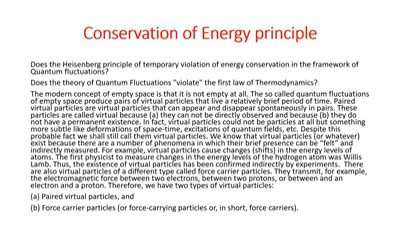 Conservation of Energy principle
Does the Heisenberg principle of temporary violation of energy conservation in the framework of
Quantum fluctuations?
Does the theory of Quantum Fluctuations "violate" the first law of Thermodynamics?
The modern concept of empty space is that it is not empty at all. The so called quantum fluctuations
of empty space produce pairs of virtual particles that live a relatively brief period of time. Paired
virtual particles are virtual particles that can appear and disappear spontaneously in pairs. These
particles are called virtual because (a) they can not be directly observed and because (b) they do
not have a permanent existence. In fact, virtual particles could not be particles at all but something
more subtle like deformations of space-time, excitations of quantum fields, etc. Despite this
probable fact we shall still call them virtual particles. We know that virtual particles (or whatever)
exist because there are a number of phenomena in which their brief presence can be "felt" and
indirectly measured. For example, virtual particles cause changes (shifts) in the energy levels of
atoms. The first physicist to measure changes in the energy levels of the hydrogen atom was Willis
Lamb. Thus, the existence of virtual particles has been confirmed indirectly by experiments. There
are also virtual particles of a different type called force carrier particles. They transmit, for example,
the electromagnetic force between two electrons, between two protons, or between and an
electron and a proton. Therefore, we have two types of virtual particles:
(a) Paired virtual particles, and
(b) Force carrier particles (or force-carrying particles or, in short, force carriers).